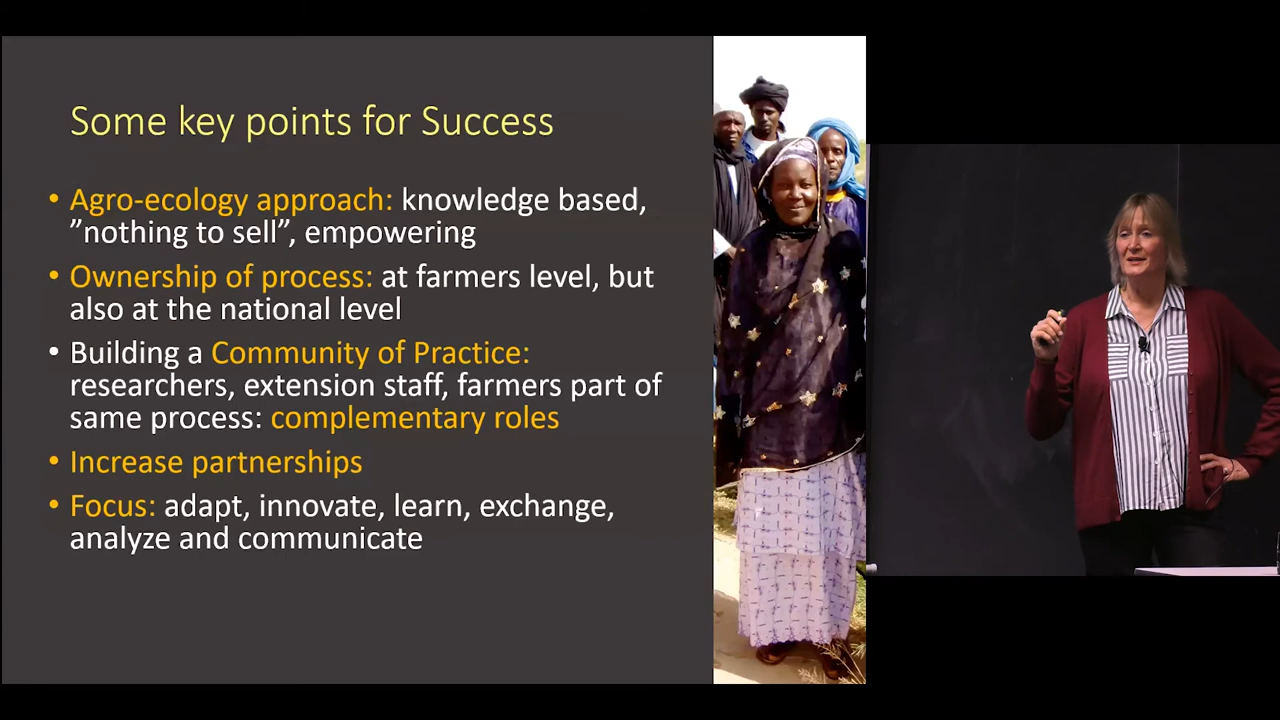 Some key points for Success
• Agro-ecology approach: knowledge based,
”nothing to sell”, empowering
• Ownership of process: at farmers level, but
also at the national level
• Building a Community of Practice:
researchers, extension staff, farmers part of
same process: complementary roles
• Increase partnerships
• Focus: adapt, innovate, learn, exchange,
analyze and communicate